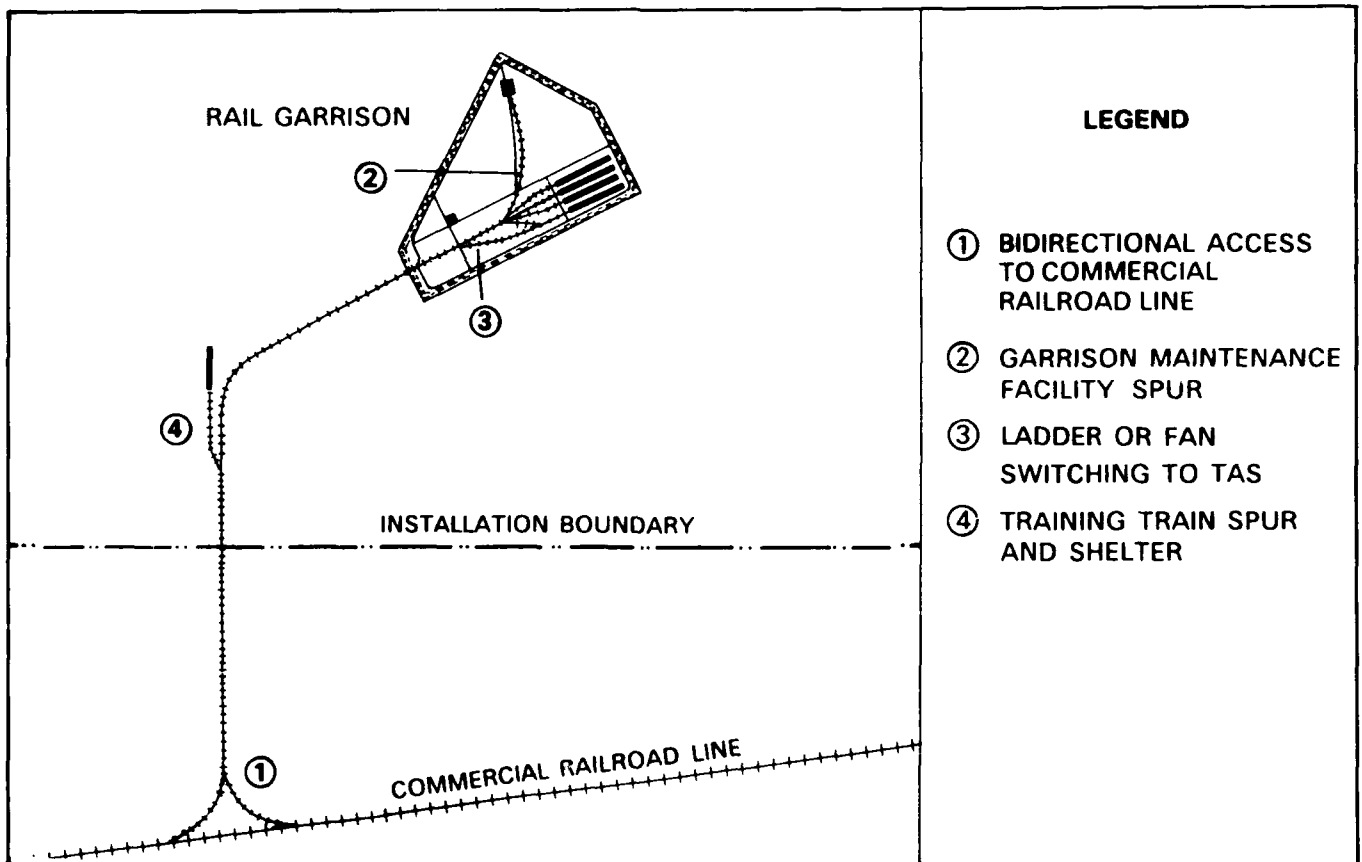 RAIL GARRISON
②
③
④
INSTALLATION BOUNDARY
①
COMMERCIAL RAILROAD LINE
LEGEND
① BIDIRECTIONAL ACCESS
TO COMMERCIAL
RAILROAD LINE
② GARRISON MAINTENANCE
FACILITY SPUR
③ LADDER OR FAN
SWITCHING TO TAS
④ TRAINING TRAIN SPUR
AND SHELTER